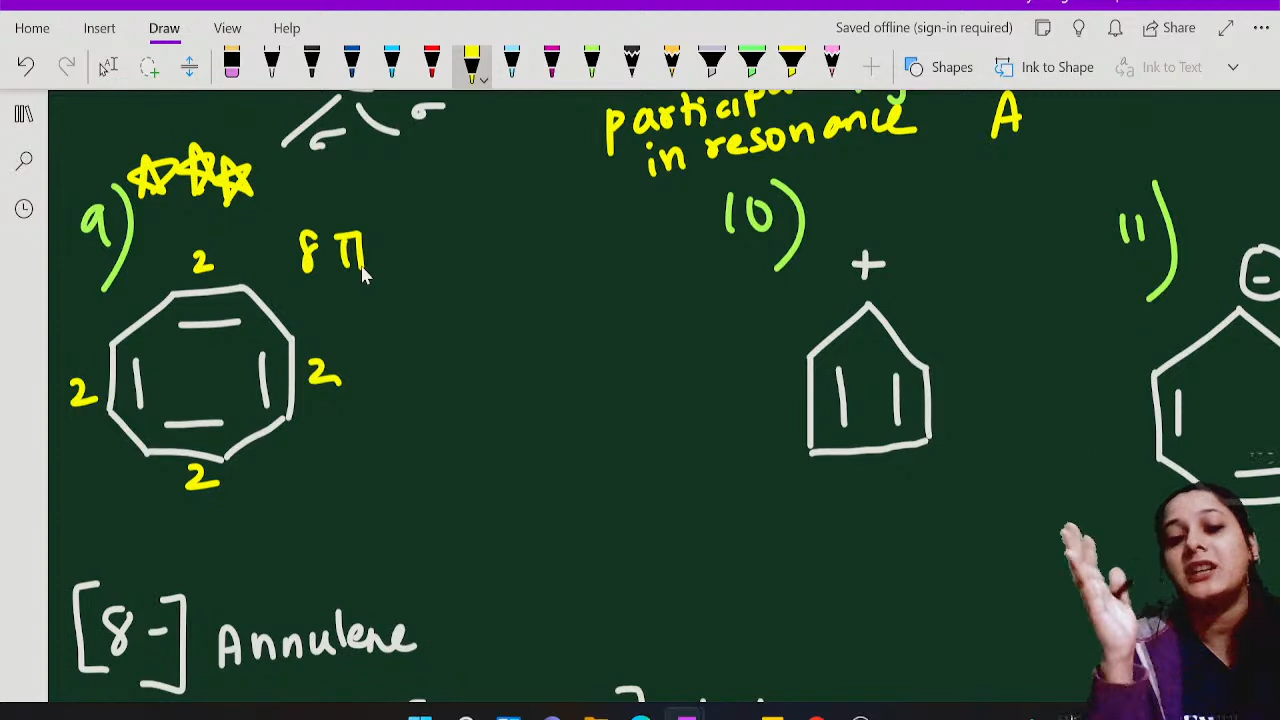 Home Insert Draw View Help
Saved offline (sign-in required) Share
Shapes Ink to Shape Ink to Text
σ σ
in resonance A
9)
10)
11)
2 8 π
+
-
2 2
2
[8-] Annulene